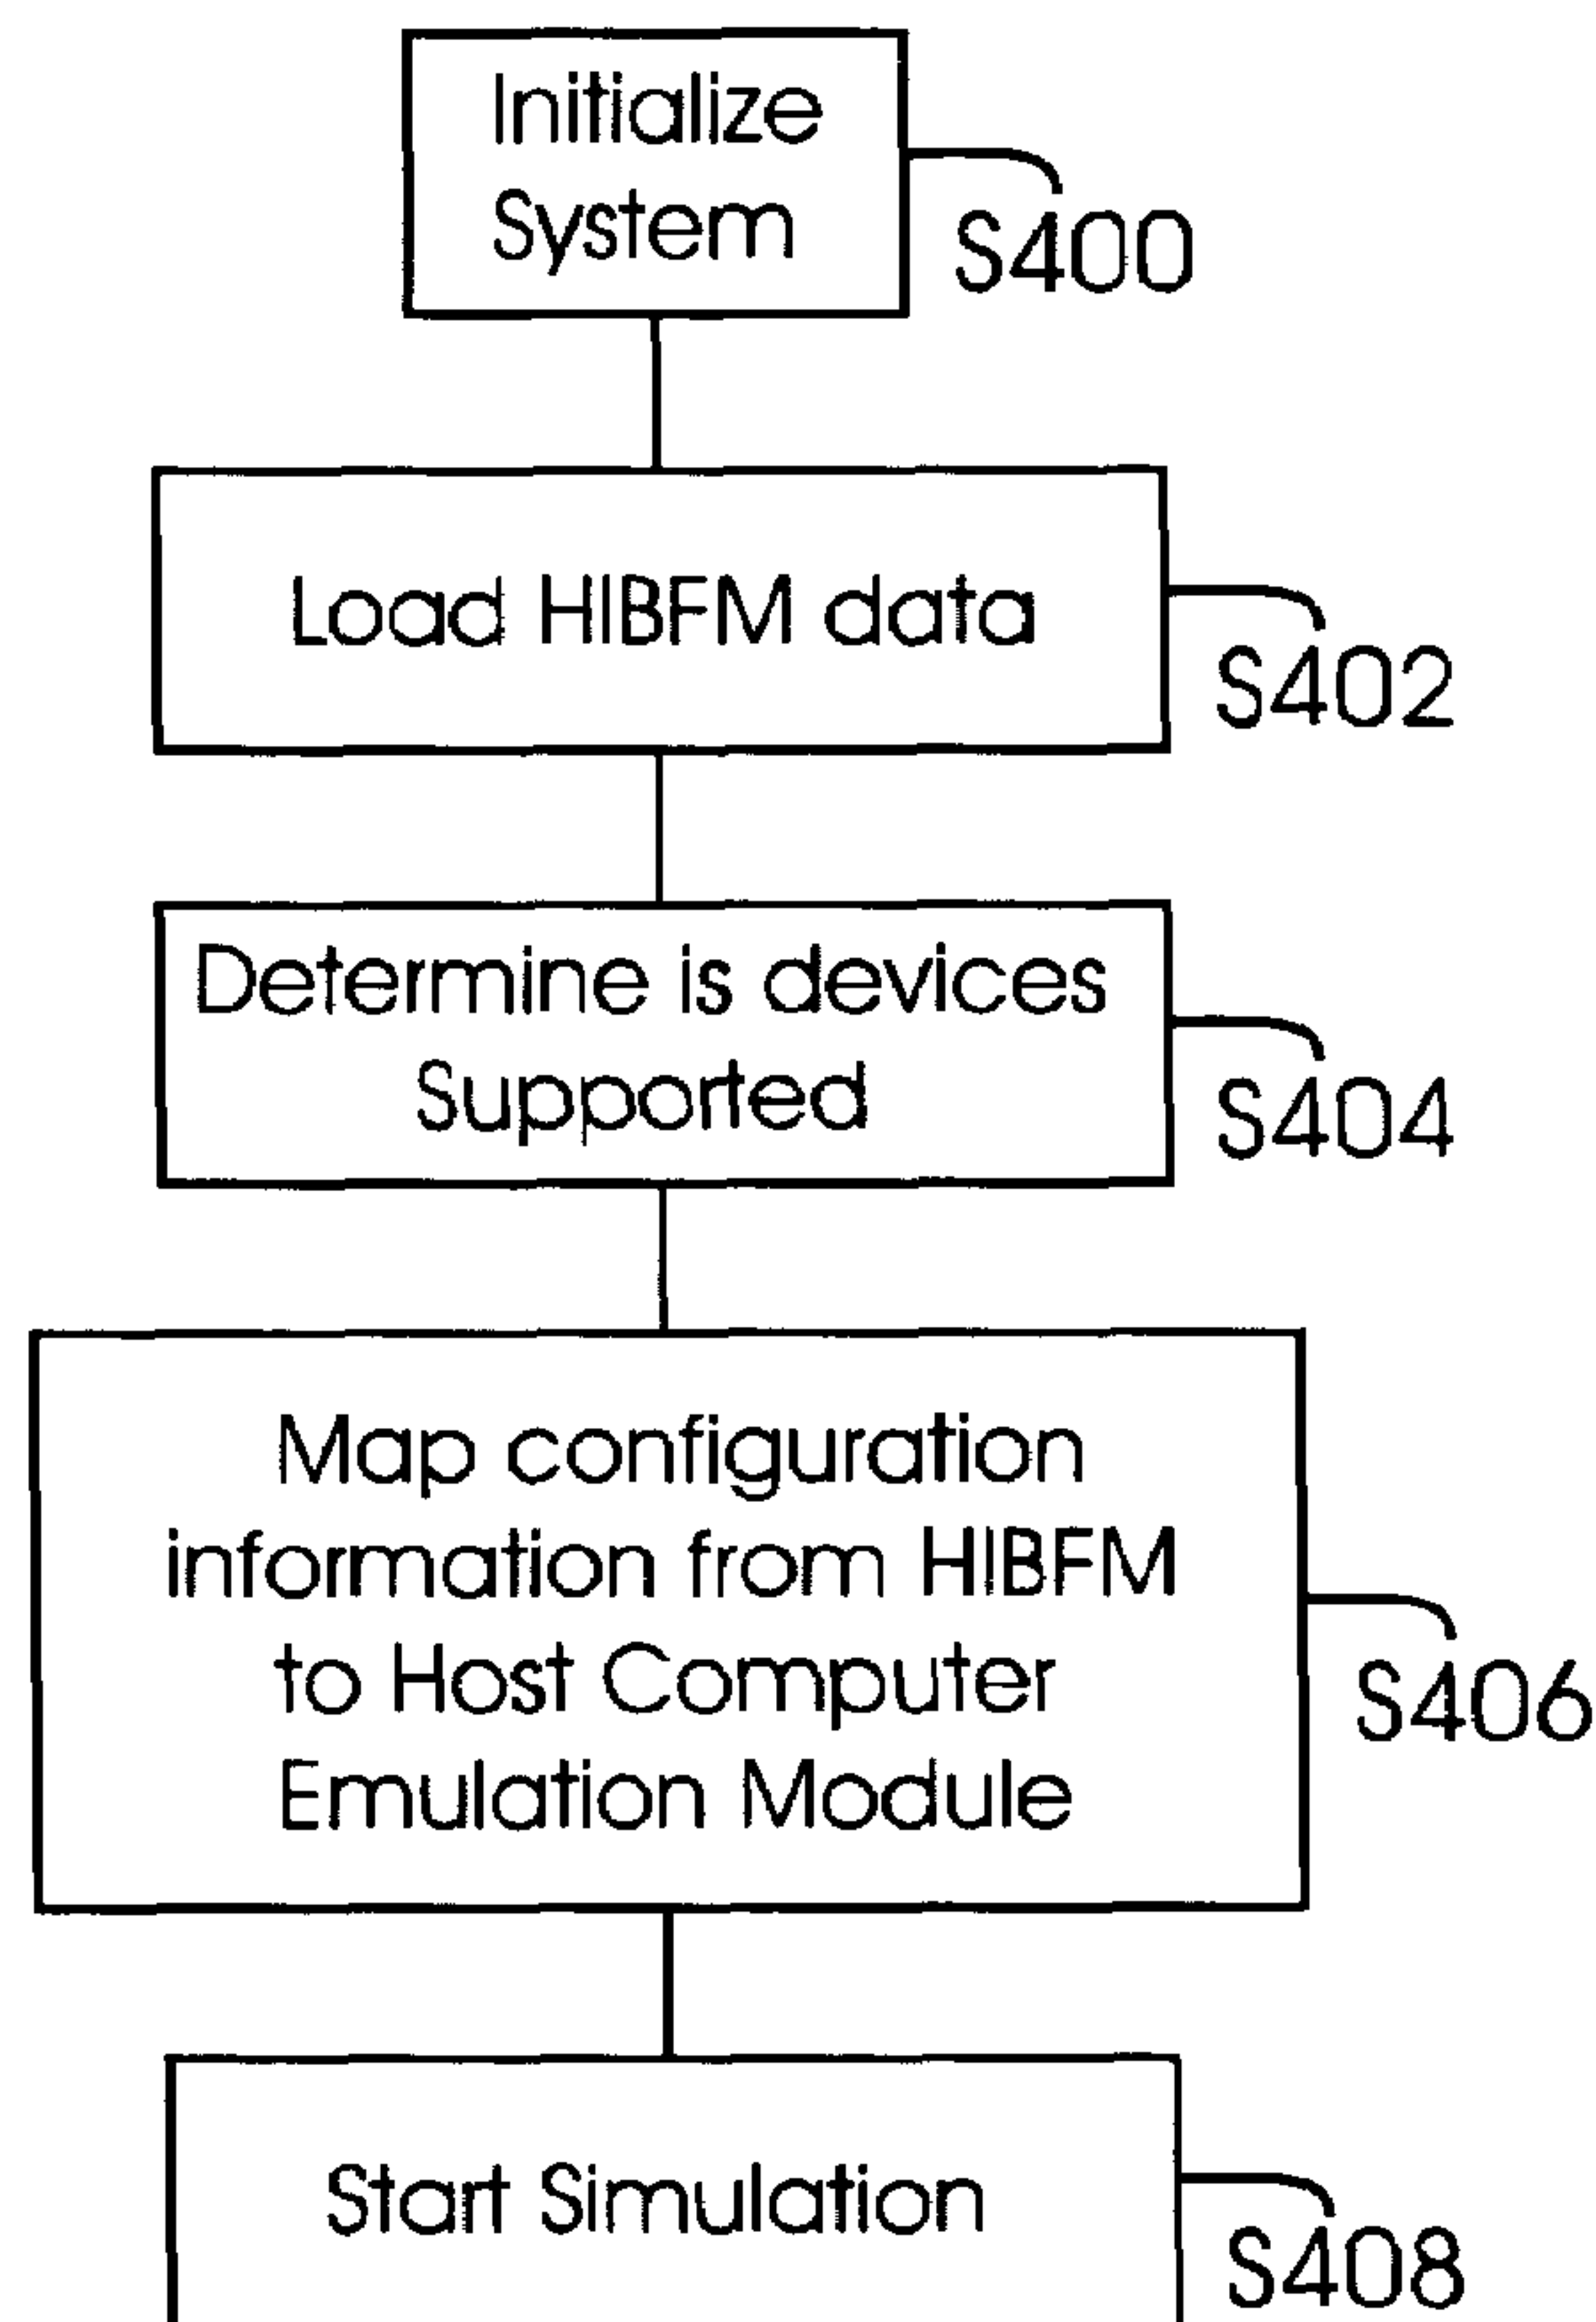 Initialize
System
S400
Load HIBFM data
S402
Determine is devices
Supported
S404
Map configuration
information from HIBFM
to Host Computer
Emulation Module
S406
Start Simulation
S408